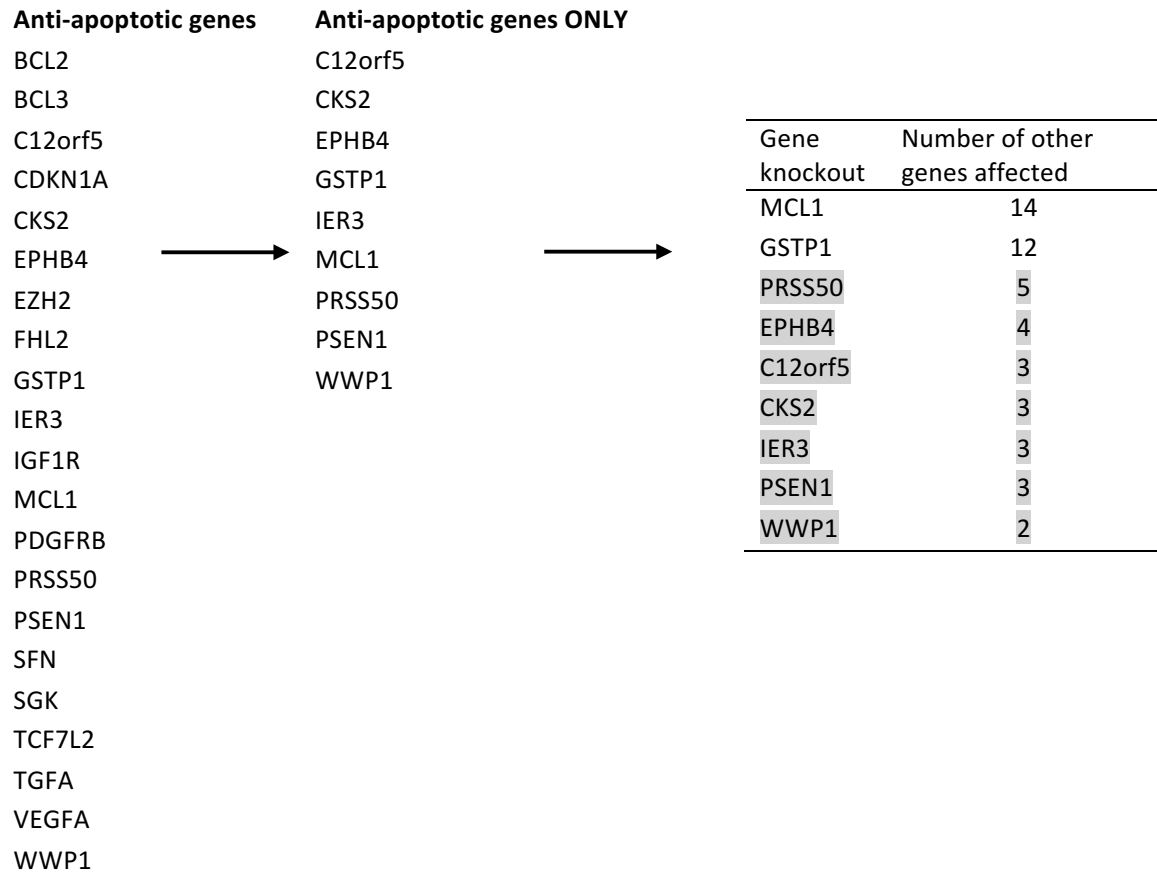 Anti-apoptotic genes
BCL2
BCL3
C12orf5
CDKN1A
CKS2
EPHB4
EZH2
FHL2
GSTP1
IER3
IGF1R
MCL1
PDGFRB
PRSS50
PSEN1
SFN
SGK
TCF7L2
TGFA
VEGFA
WWP1
Anti-apoptotic genes ONLY
C12orf5
CKS2
EPHB4
GSTP1
IER3
MCL1
PRSS50
PSEN1
WWP1
Gene Number of other
knockout genes affected
MCL1 14
GSTP1 12
PRSS50 5
EPHB4 4
C12orf5 3
CKS2 3
IER3 3
PSEN1 3
WWP1 2